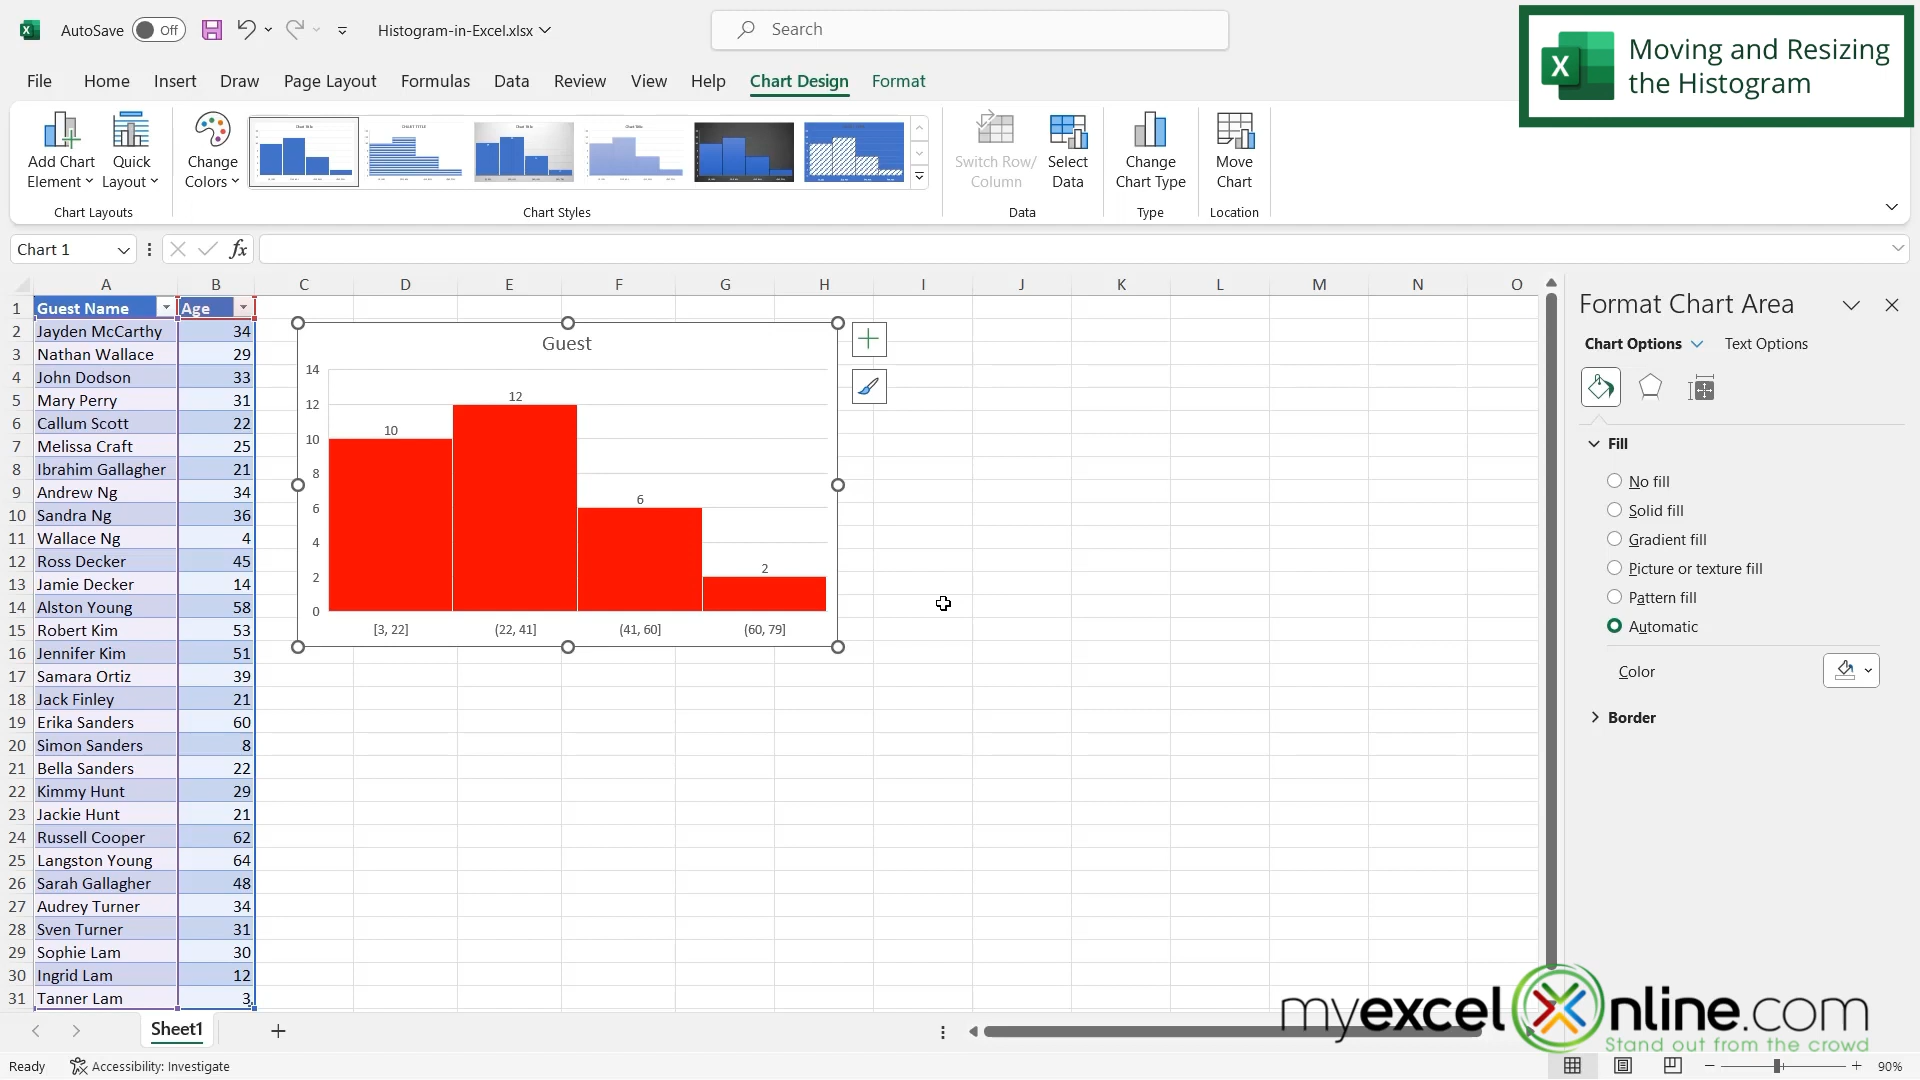 AutoSave Off Histogram-in-Excel.xlsx Search
Moving and Resizing
the Histogram
File Home Insert Draw Page Layout Formulas Data Review View Help Chart Design Format
Add Chart Element Quick Layout Change Colors Switch Row/ Column Select Data Change Chart Type Move Chart
Chart Layouts Chart Styles Data Type Location
Chart 1 fx
A B C D E F G H I J K L M N O
1 Guest Name Age
2 Jayden McCarthy 34
3 Nathan Wallace 29
4 John Dodson 33
5 Mary Perry 31
6 Callum Scott 22
7 Melissa Craft 25
8 Ibrahim Gallagher 21
9 Andrew Ng 34
10 Sandra Ng 36
11 Wallace Ng 4
12 Ross Decker 45
13 Jamie Decker 14
14 Alston Young 58
15 Robert Kim 53
16 Jennifer Kim 51
17 Samara Ortiz 39
18 Jack Finley 21
19 Erika Sanders 60
20 Simon Sanders 8
21 Bella Sanders 22
22 Kimmy Hunt 29
23 Jackie Hunt 21
24 Russell Cooper 62
25 Langston Young 64
26 Sarah Gallagher 48
27 Audrey Turner 34
28 Sven Turner 31
29 Sophie Lam 30
30 Ingrid Lam 12
31 Tanner Lam 3
Guest
14
12
10
8
6
4
2
0
10 12 6 2
[3, 22] (22, 41] (41, 60] (60, 79]
Format Chart Area
Chart Options Text Options
Fill
No fill
Solid fill
Gradient fill
Picture or texture fill
Pattern fill
Automatic
Color
Border
Sheet1
myexcelonline.com
Stand out from the crowd
Ready Accessibility: Investigate 90%